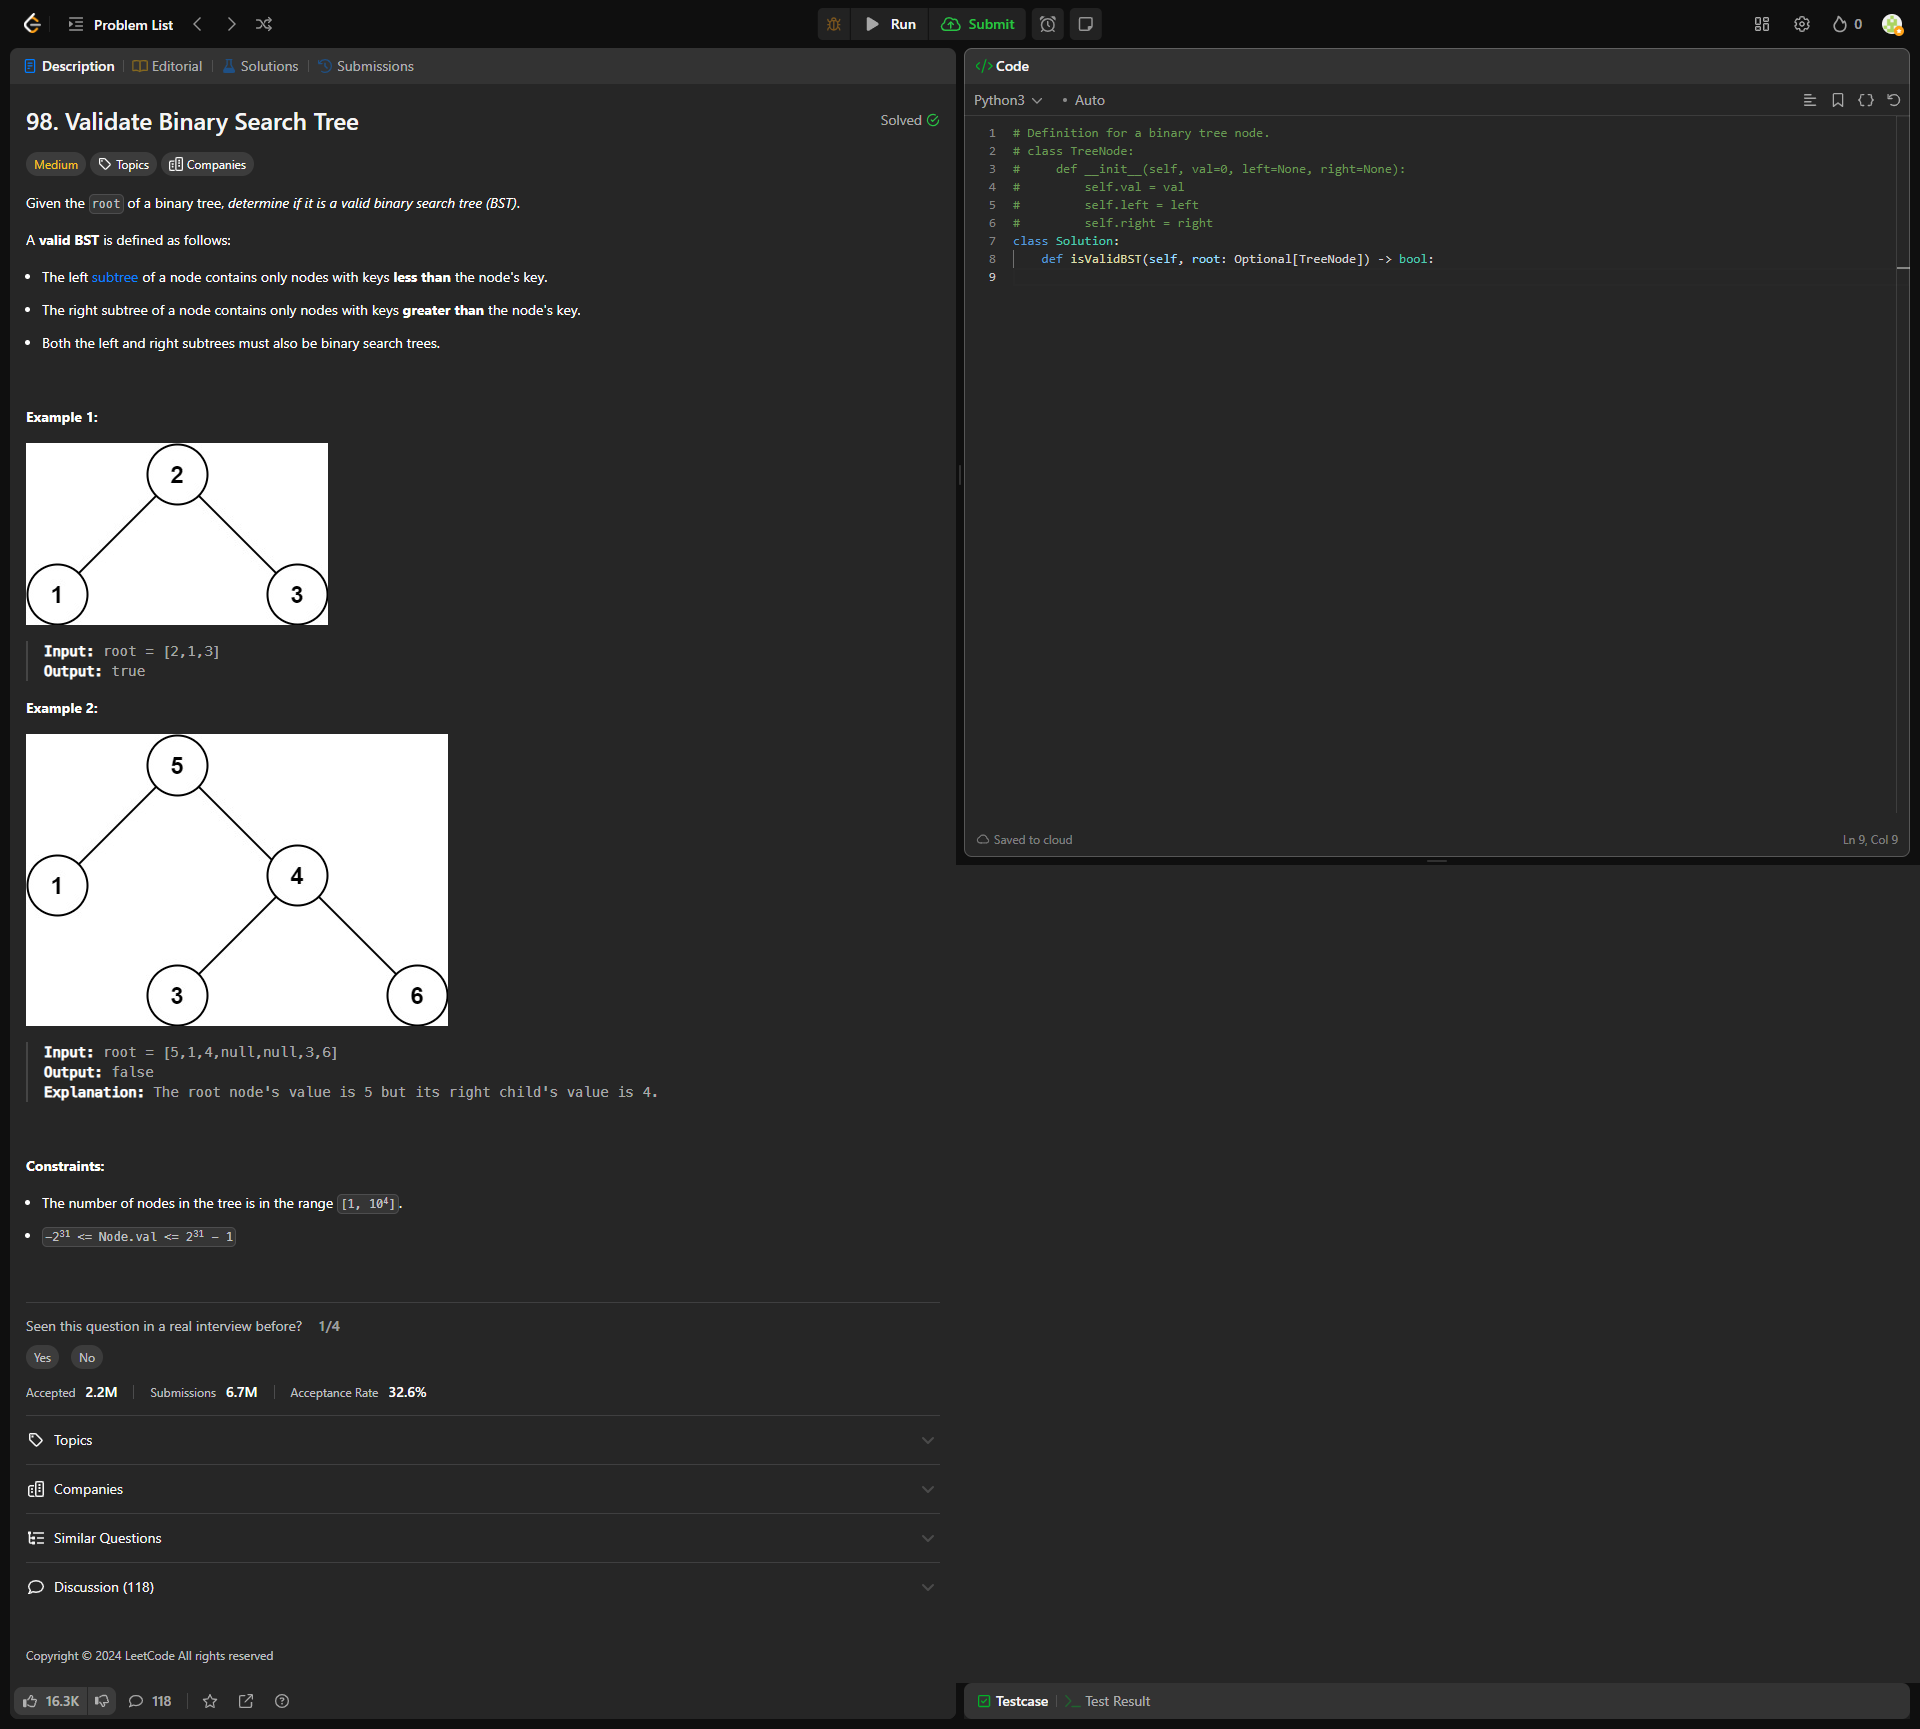 Problem List
Run
Submit
0
Description
Editorial
Solutions
Submissions
98. Validate Binary Search Tree
Solved
Medium
Topics
Companies
Given the root of a binary tree, determine if it is a valid binary search tree (BST).
A valid BST is defined as follows:
The left subtree of a node contains only nodes with keys less than the node's key.
The right subtree of a node contains only nodes with keys greater than the node's key.
Both the left and right subtrees must also be binary search trees.
Example 1:
2
1 3
Input: root = [2,1,3]
Output: true
Example 2:
5
4
1
3 6
Input: root = [5,1,4,null,null,3,6]
Output: false
Explanation: The root node's value is 5 but its right child's value is 4.
Constraints:
The number of nodes in the tree is in the range [1, 10⁴].
-2³¹ <= Node.val <= 2³¹ - 1
Seen this question in a real interview before? 1/4
Yes No
Accepted 2.2M Submissions 6.7M Acceptance Rate 32.6%
Topics
Companies
Similar Questions
Discussion (118)
Copyright © 2024 LeetCode All rights reserved
16.3K 118
</> Code
Python3 • Auto
1 # Definition for a binary tree node.
2 # class TreeNode:
3 #     def __init__(self, val=0, left=None, right=None):
4 #         self.val = val
5 #         self.left = left
6 #         self.right = right
7 class Solution:
8     def isValidBST(self, root: Optional[TreeNode]) -> bool:
9
Saved to cloud
Ln 9, Col 9
Testcase
Test Result